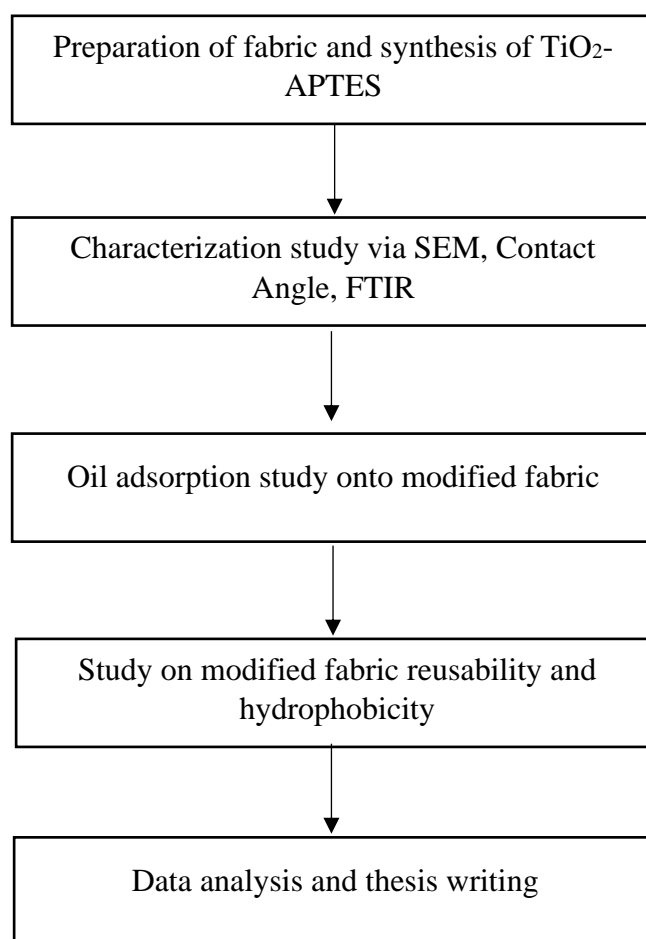 Preparation of fabric and synthesis of TiO₂-
APTES
Characterization study via SEM, Contact
Angle, FTIR
Oil adsorption study onto modified fabric
Study on modified fabric reusability and
hydrophobicity
Data analysis and thesis writing